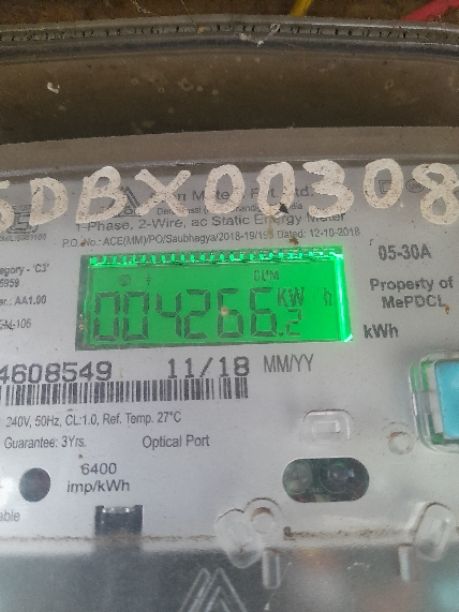 SDBX00308
1-Phase, 2-Wire, ac Static Energy Meter
P.O. No.: ACE(MM)/PO/Saubhagya/2018-19/15 Dated: 12-10-2018
05-30A
Category - 'C3'
CUM
004266.2 KW h
Property of
MePDCL
kWh
4608549 11/18 MM/YY
240V, 50Hz, CL:1.0, Ref. Temp. 27°C
Guarantee: 3Yrs. Optical Port
6400
imp/kWh